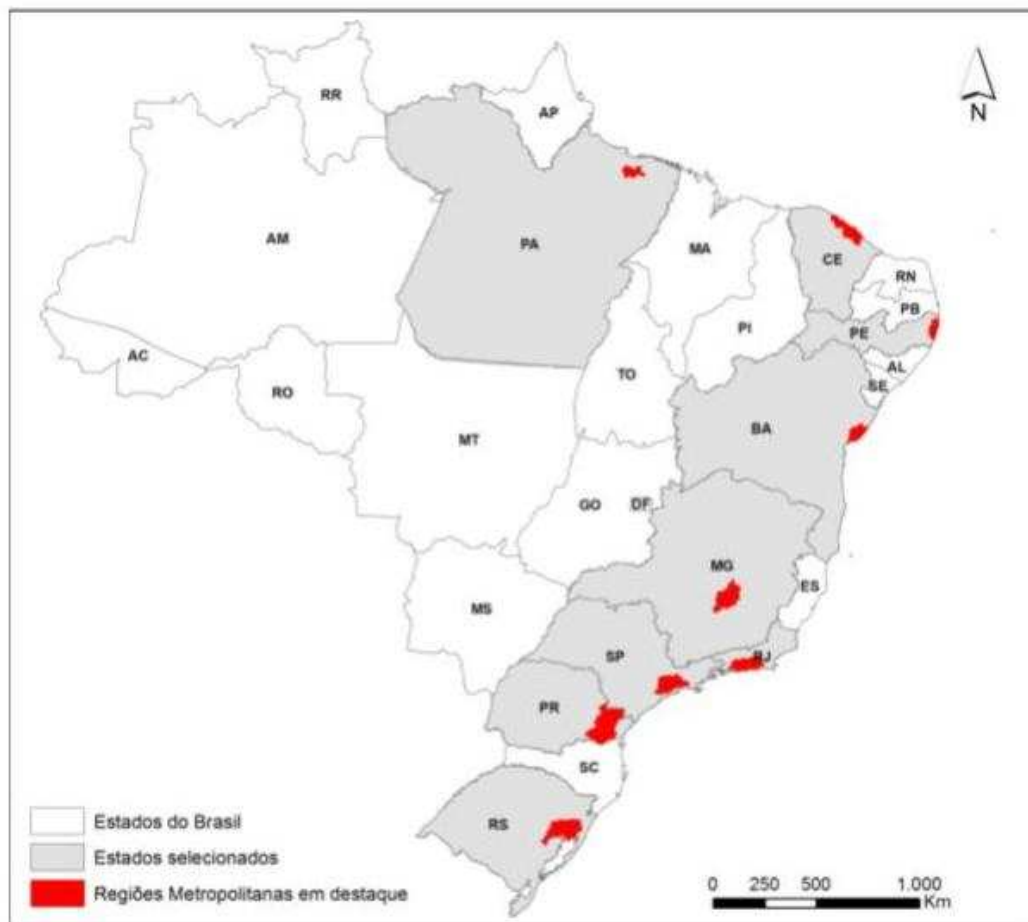 N
RR
AP
AM
PA
MA
CE
RN
PB
PI
PE
AC
TO
AL
SE
RO
BA
MT
GO
DF
MG
ES
MS
SP
RJ
PR
SC
RS
Estados do Brasil
Estados selecionados
Regiões Metropolitanas em destaque
0 250 500 1.000
Km